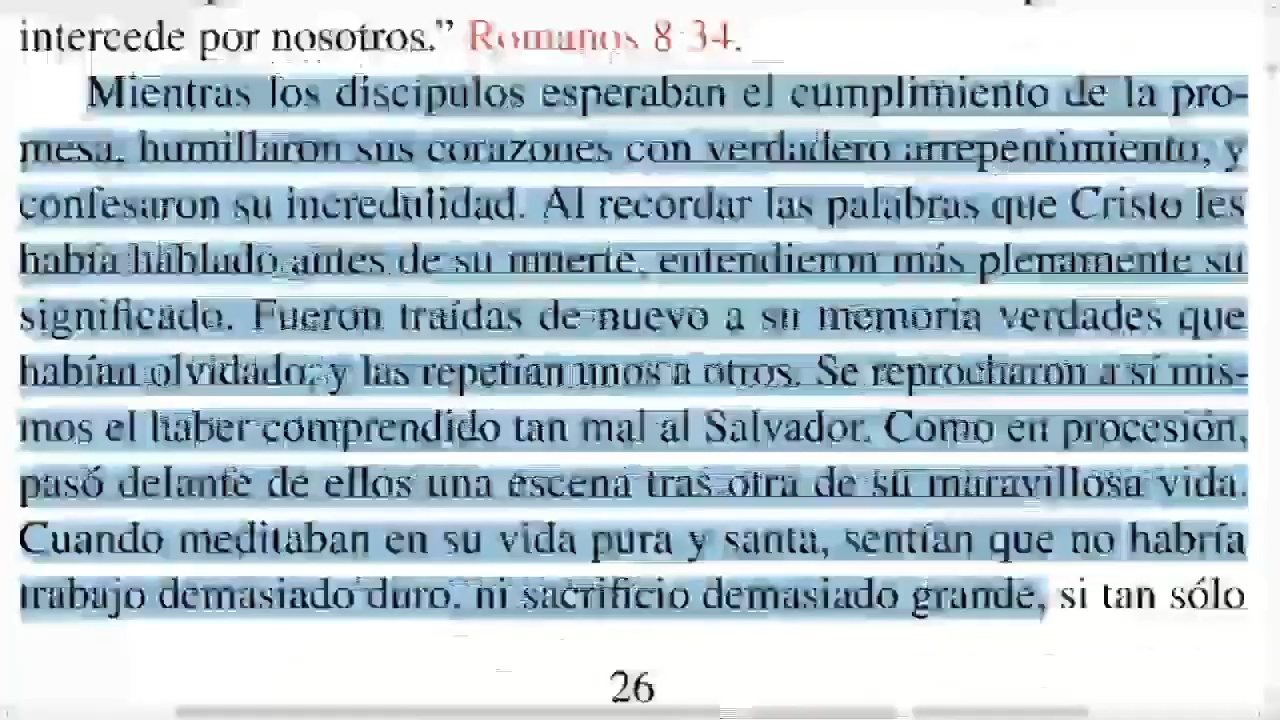 intercede por nosotros.” Romanos 8:34.
Mientras los discípulos esperaban el cumplimiento de la pro-
mesa, humillaron sus corazones con verdadero arrepentimiento, y
confesaron su incredulidad. Al recordar las palabras que Cristo les
había hablado antes de su muerte, entendieron más plenamente su
significado. Fueron traídas de nuevo a su memoria verdades que
habían olvidado, y las repetían unos a otros. Se reprocharon a sí mis-
mos el haber comprendido tan mal al Salvador. Como en procesión,
pasó delante de ellos una escena tras otra de su maravillosa vida.
Cuando meditaban en su vida pura y santa, sentían que no habría
trabajo demasiado duro, ni sacrificio demasiado grande, si tan sólo
26